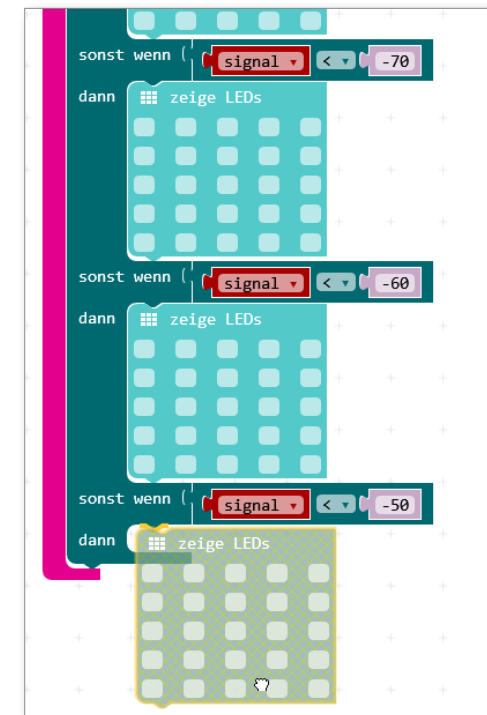 sonst wenn signal < -70
dann zeige LEDs
sonst wenn signal < -60
dann zeige LEDs
sonst wenn signal < -50
dann zeige LEDs